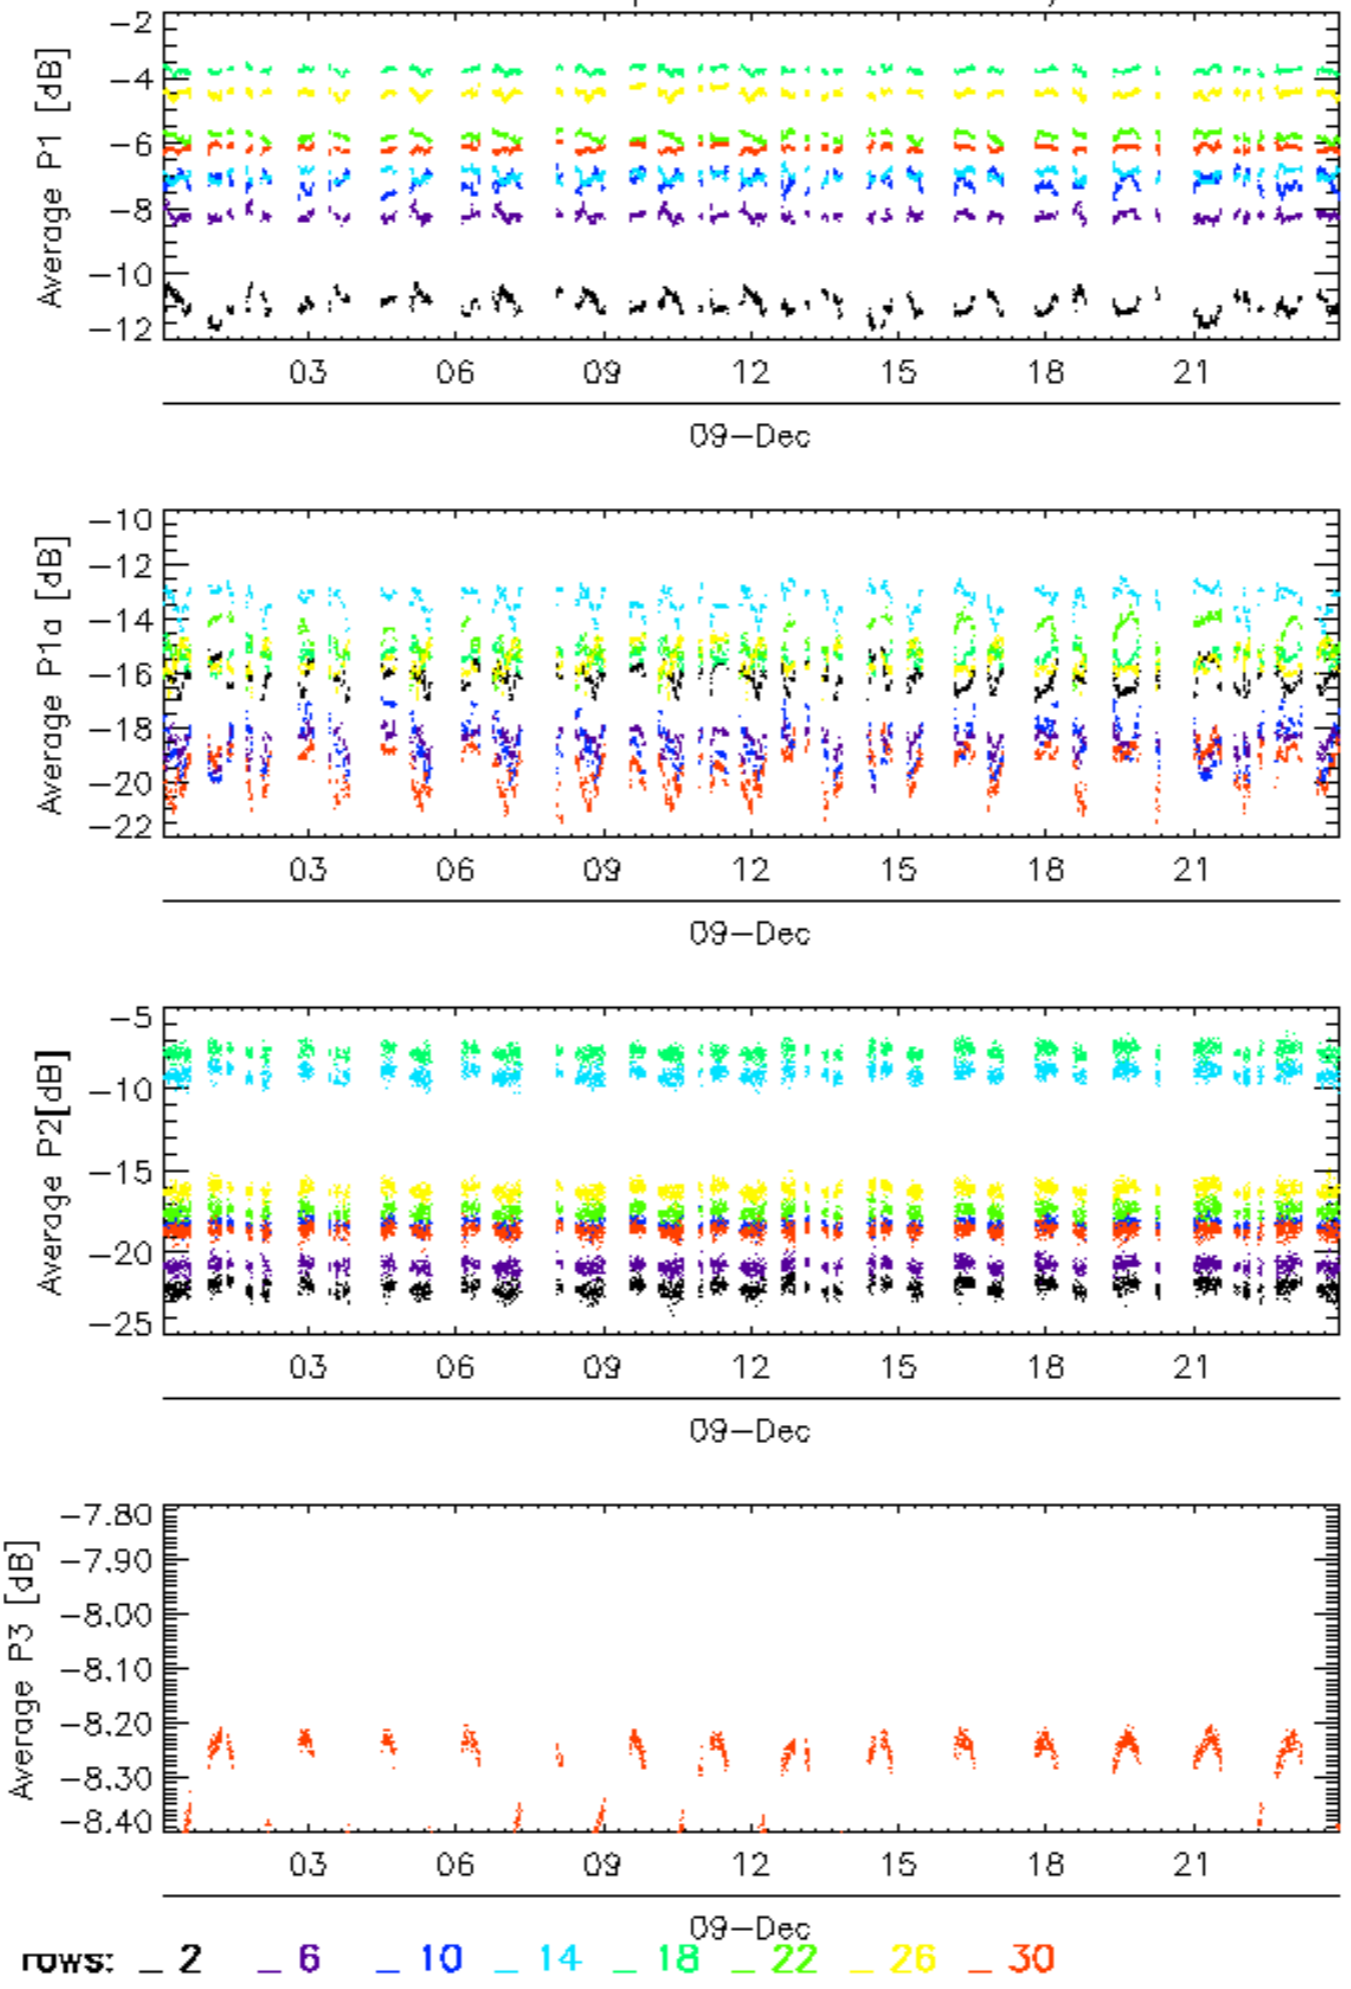 Average P1 [dB]
-2
-4
-6
-8
-10
-12
03 06 09 12 15 18 21
09-Dec
Average P1a [dB]
-10
-12
-14
-16
-18
-20
-22
03 06 09 12 15 18 21
09-Dec
Average P2[dB]
-5
-10
-15
-20
-25
03 06 09 12 15 18 21
09-Dec
Average P3 [dB]
-7.80
-7.90
-8.00
-8.10
-8.20
-8.30
-8.40
03 06 09 12 15 18 21
09-Dec
rows: _ 2 _ 6 _ 10 _ 14 _ 18 _ 22 _ 26 _ 30